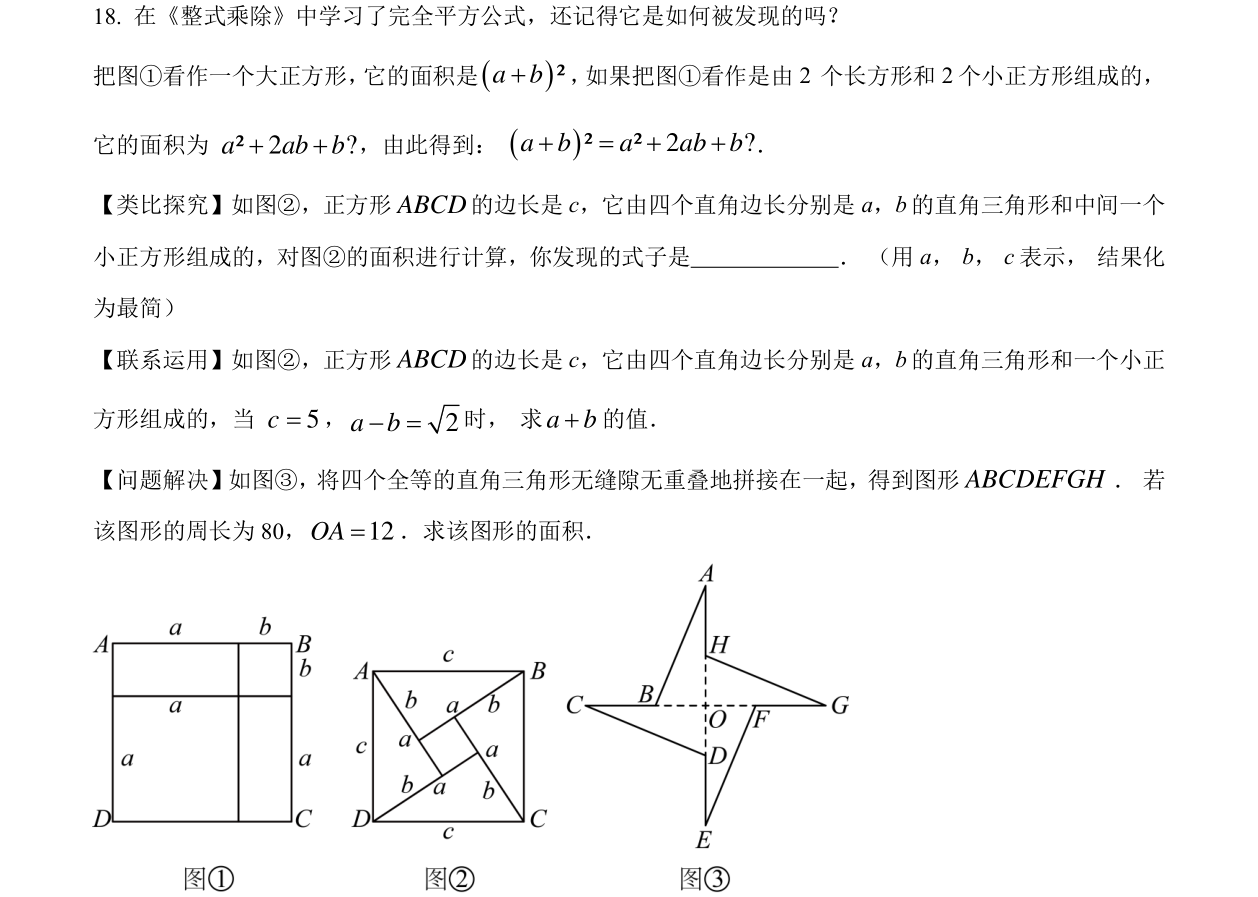 18. 在《整式乘除》中学习了完全平方公式，还记得它是如何被发现的吗?
把图①看作一个大正方形，它的面积是(a+b)²，如果把图①看作是由 2 个长方形和 2 个小正方形组成的，
它的面积为 a²+2ab+b?，由此得到： (a+b)²=a²+2ab+b?．
【类比探究】如图②，正方形 ABCD 的边长是 c，它由四个直角边长分别是 a，b 的直角三角形和中间一个
小正方形组成的，对图②的面积进行计算，你发现的式子是____________． （用 a， b， c 表示， 结果化
为最简）
【联系运用】如图②，正方形 ABCD 的边长是 c，它由四个直角边长分别是 a，b 的直角三角形和一个小正
方形组成的，当 c=5，a−b=√2 时， 求 a+b 的值．
【问题解决】如图③，将四个全等的直角三角形无缝隙无重叠地拼接在一起，得到图形 ABCDEFGH． 若
该图形的周长为 80，OA=12．求该图形的面积．
A a b B
b
a
a a
D C
图①
A c B
b a b
c a a
b a b
D c C
图②
A
H
C B O F G
D
E
图③